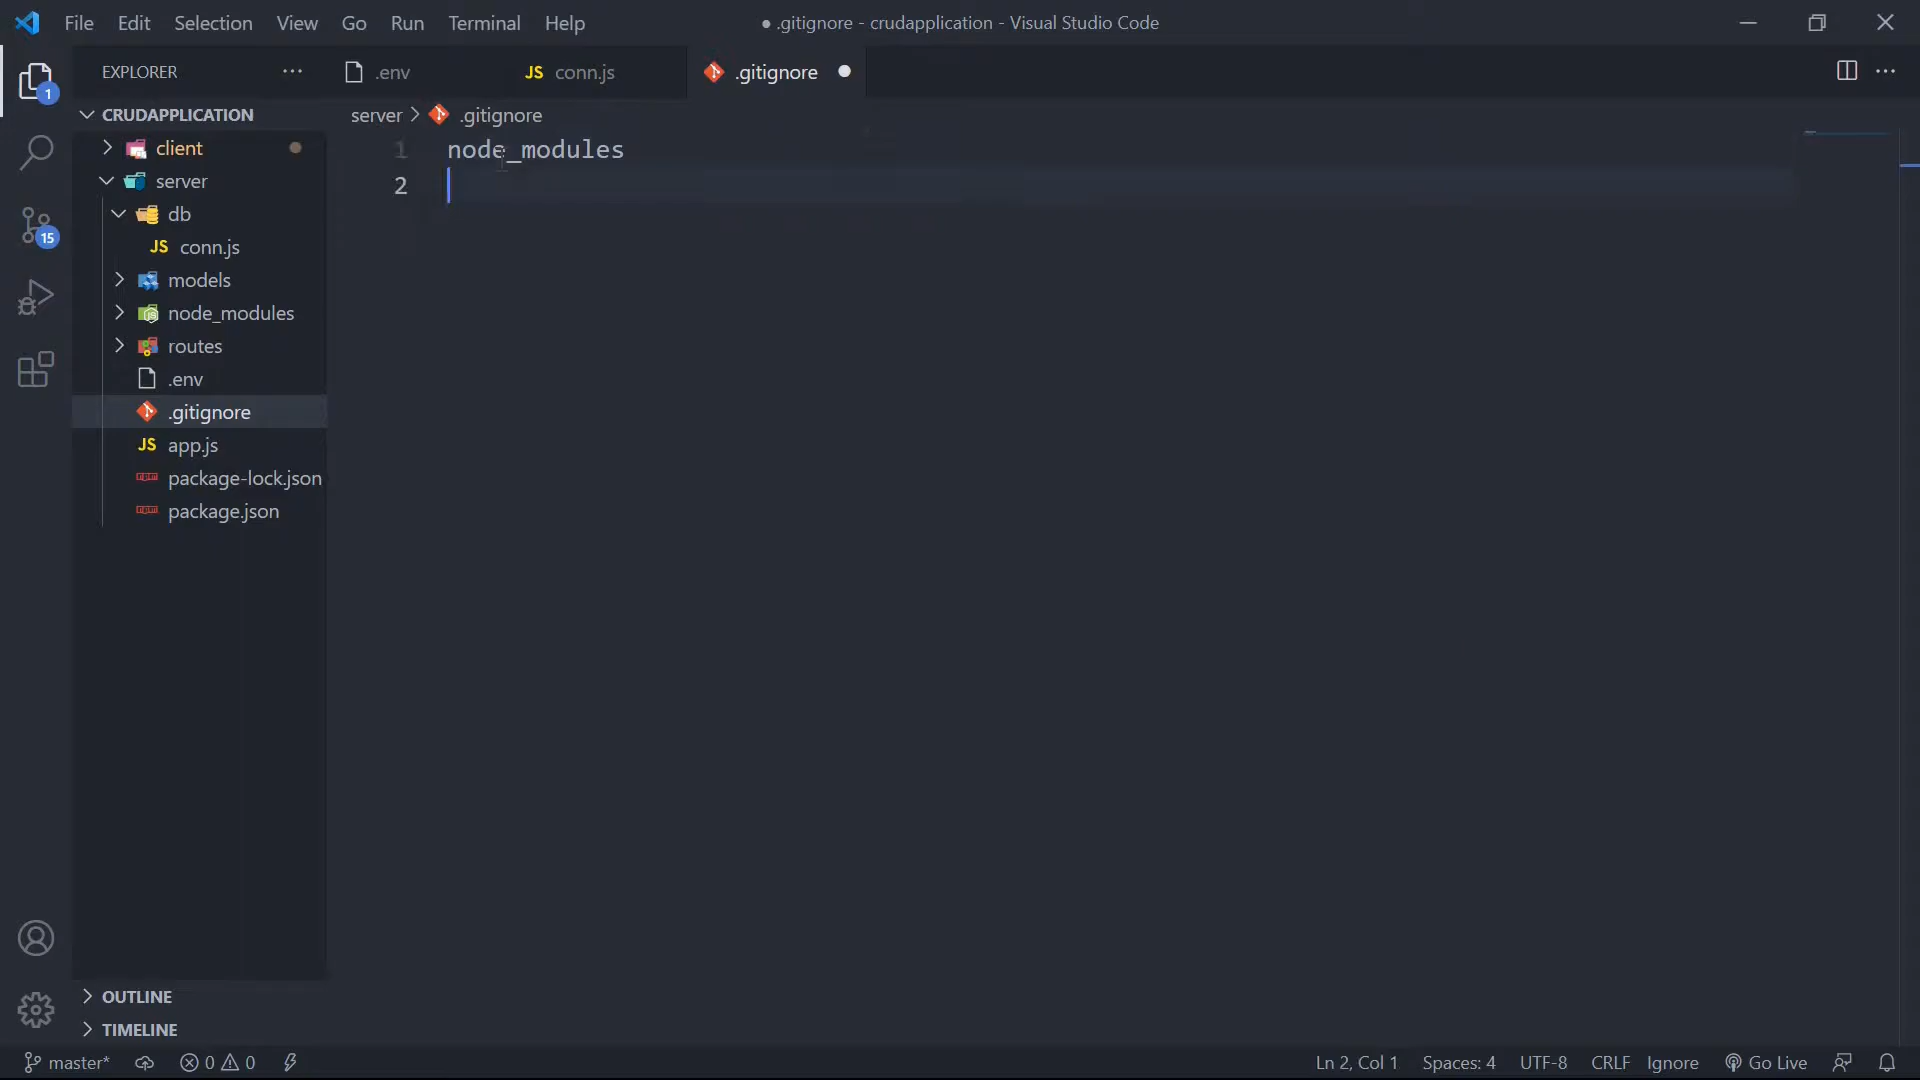 File Edit Selection View Go Run Terminal Help
● .gitignore - crudapplication - Visual Studio Code
EXPLORER ···
.env
JS conn.js
.gitignore ●
1
CRUDAPPLICATION
server > .gitignore
client
1 node_modules
server
2
db
15
JS conn.js
models
node_modules
routes
.env
.gitignore
JS app.js
package-lock.json
package.json
OUTLINE
TIMELINE
master* 0 0 Ln 2, Col 1 Spaces: 4 UTF-8 CRLF Ignore Go Live